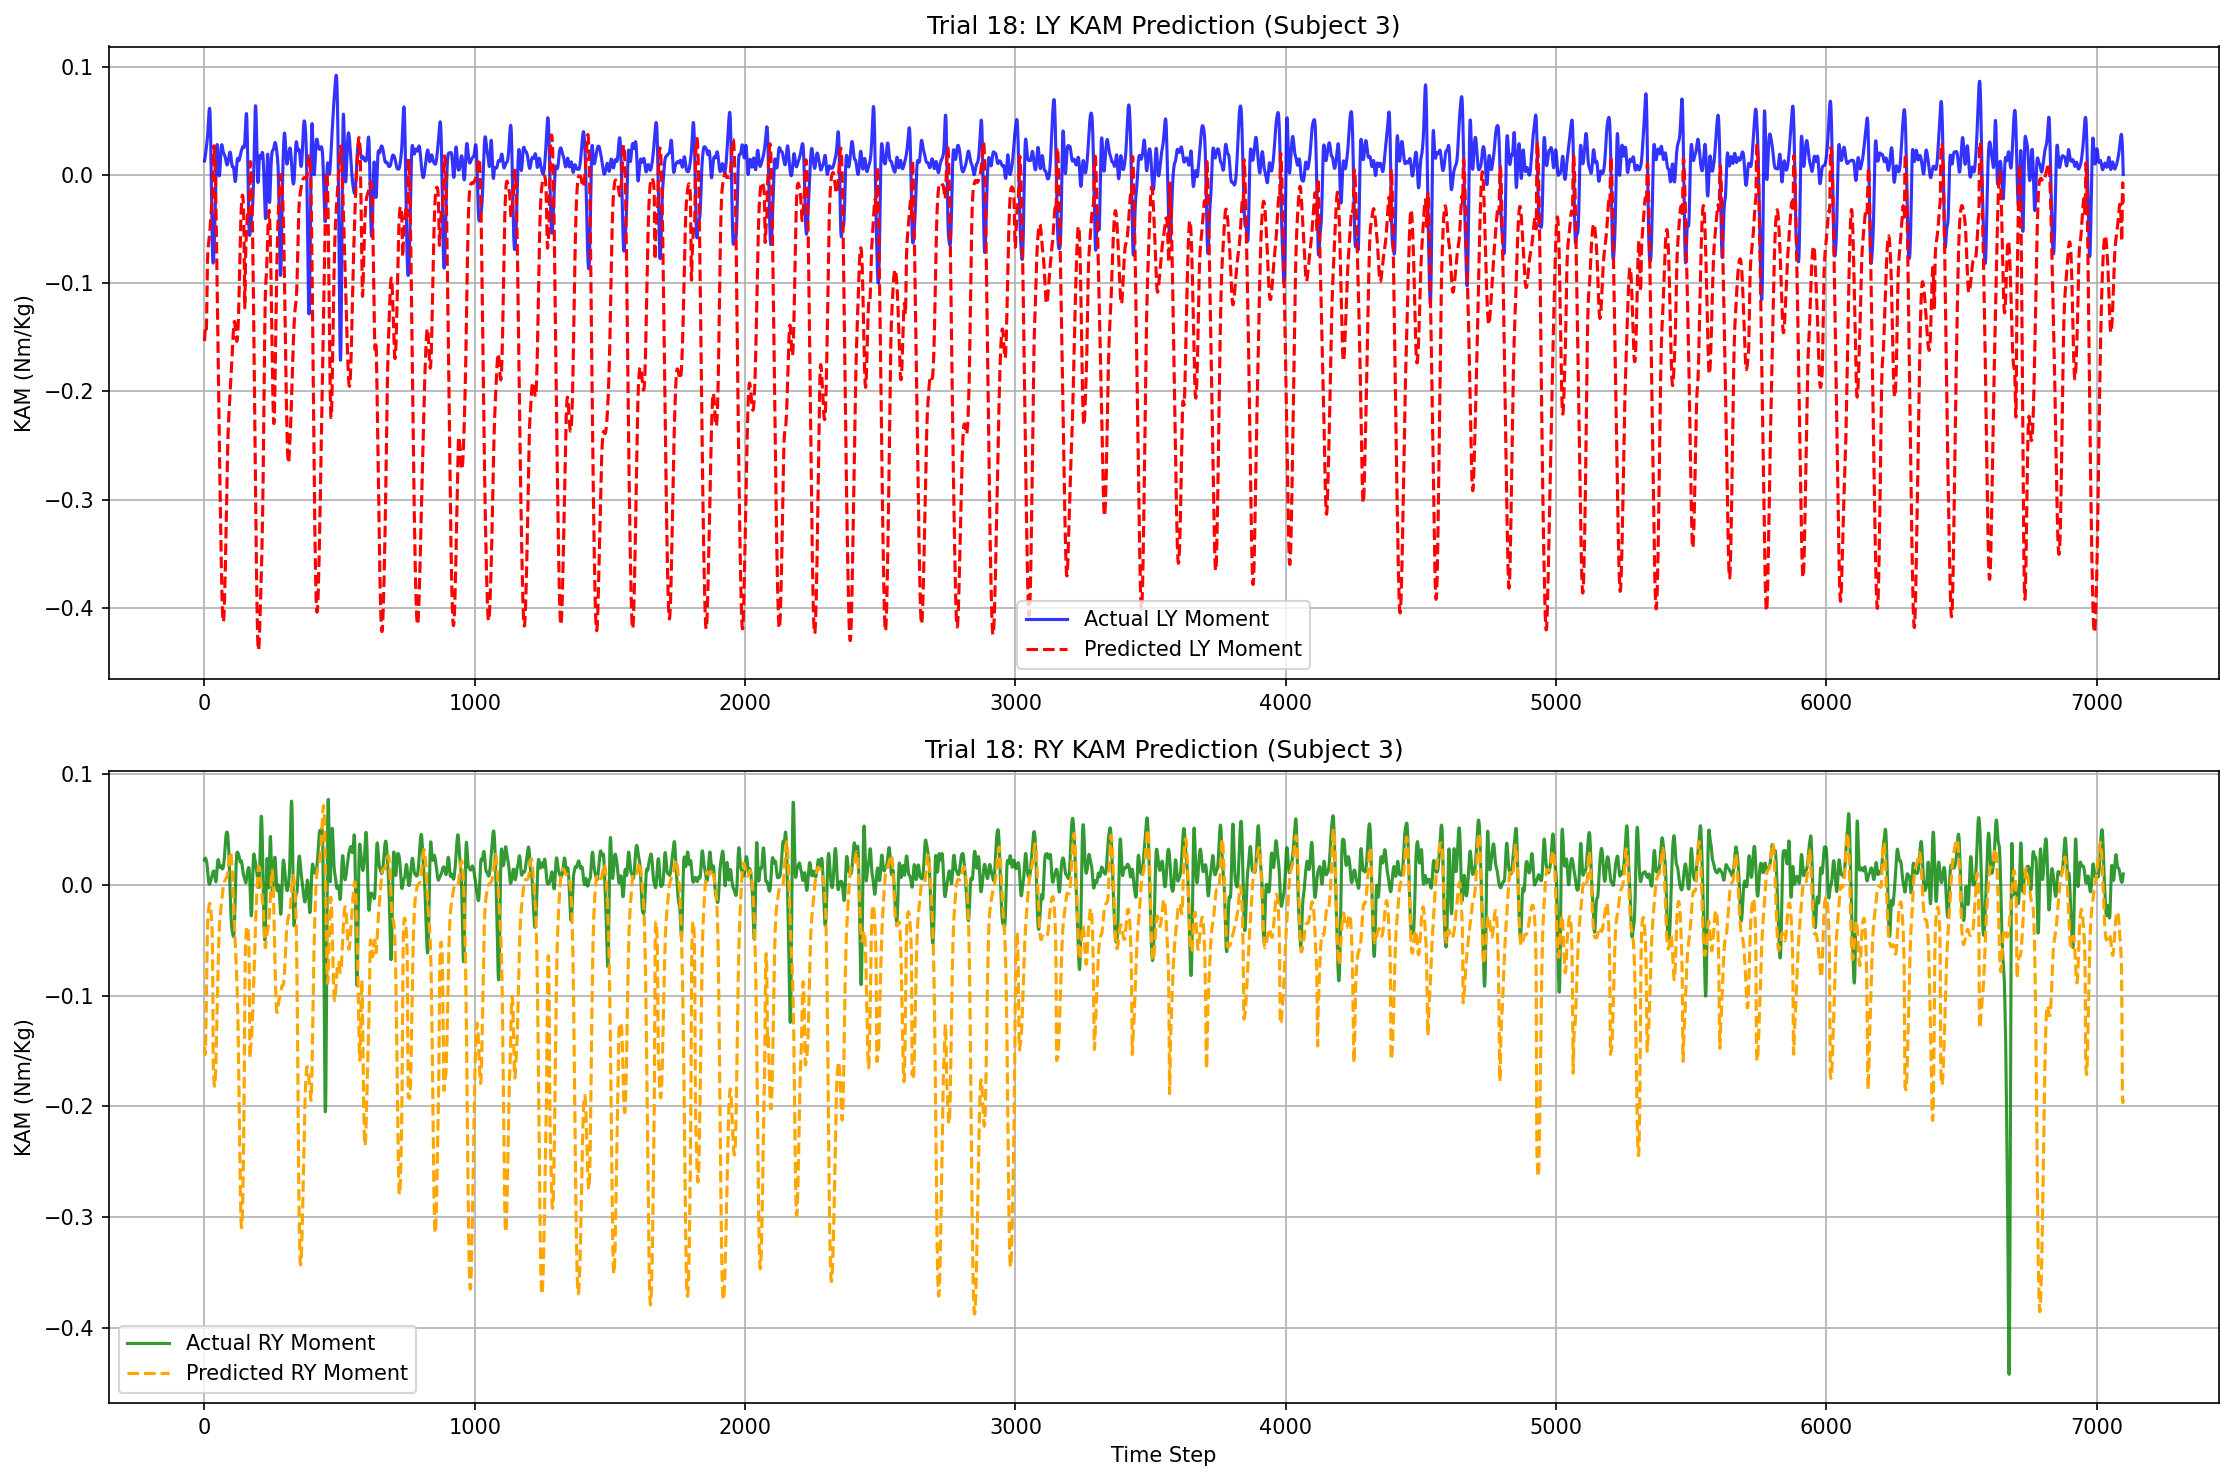 Trial 18: LY KAM Prediction (Subject 3)
KAM (Nm/Kg)
0.1
0.0
−0.1
−0.2
−0.3
−0.4
Actual LY Moment
Predicted LY Moment
0 1000 2000 3000 4000 5000 6000 7000
Trial 18: RY KAM Prediction (Subject 3)
KAM (Nm/Kg)
0.1
0.0
−0.1
−0.2
−0.3
−0.4
Actual RY Moment
Predicted RY Moment
0 1000 2000 3000 4000 5000 6000 7000
Time Step